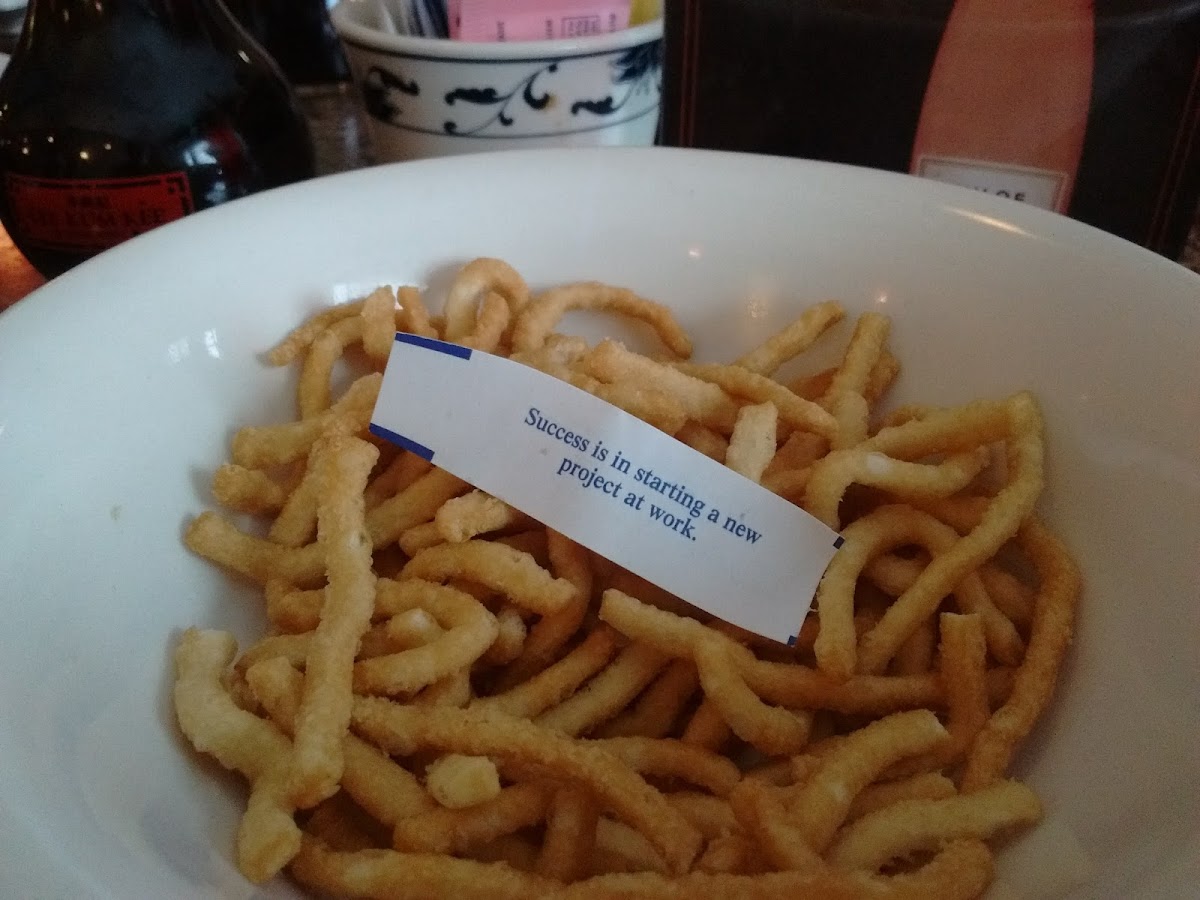 Success is in starting a new
project at work.